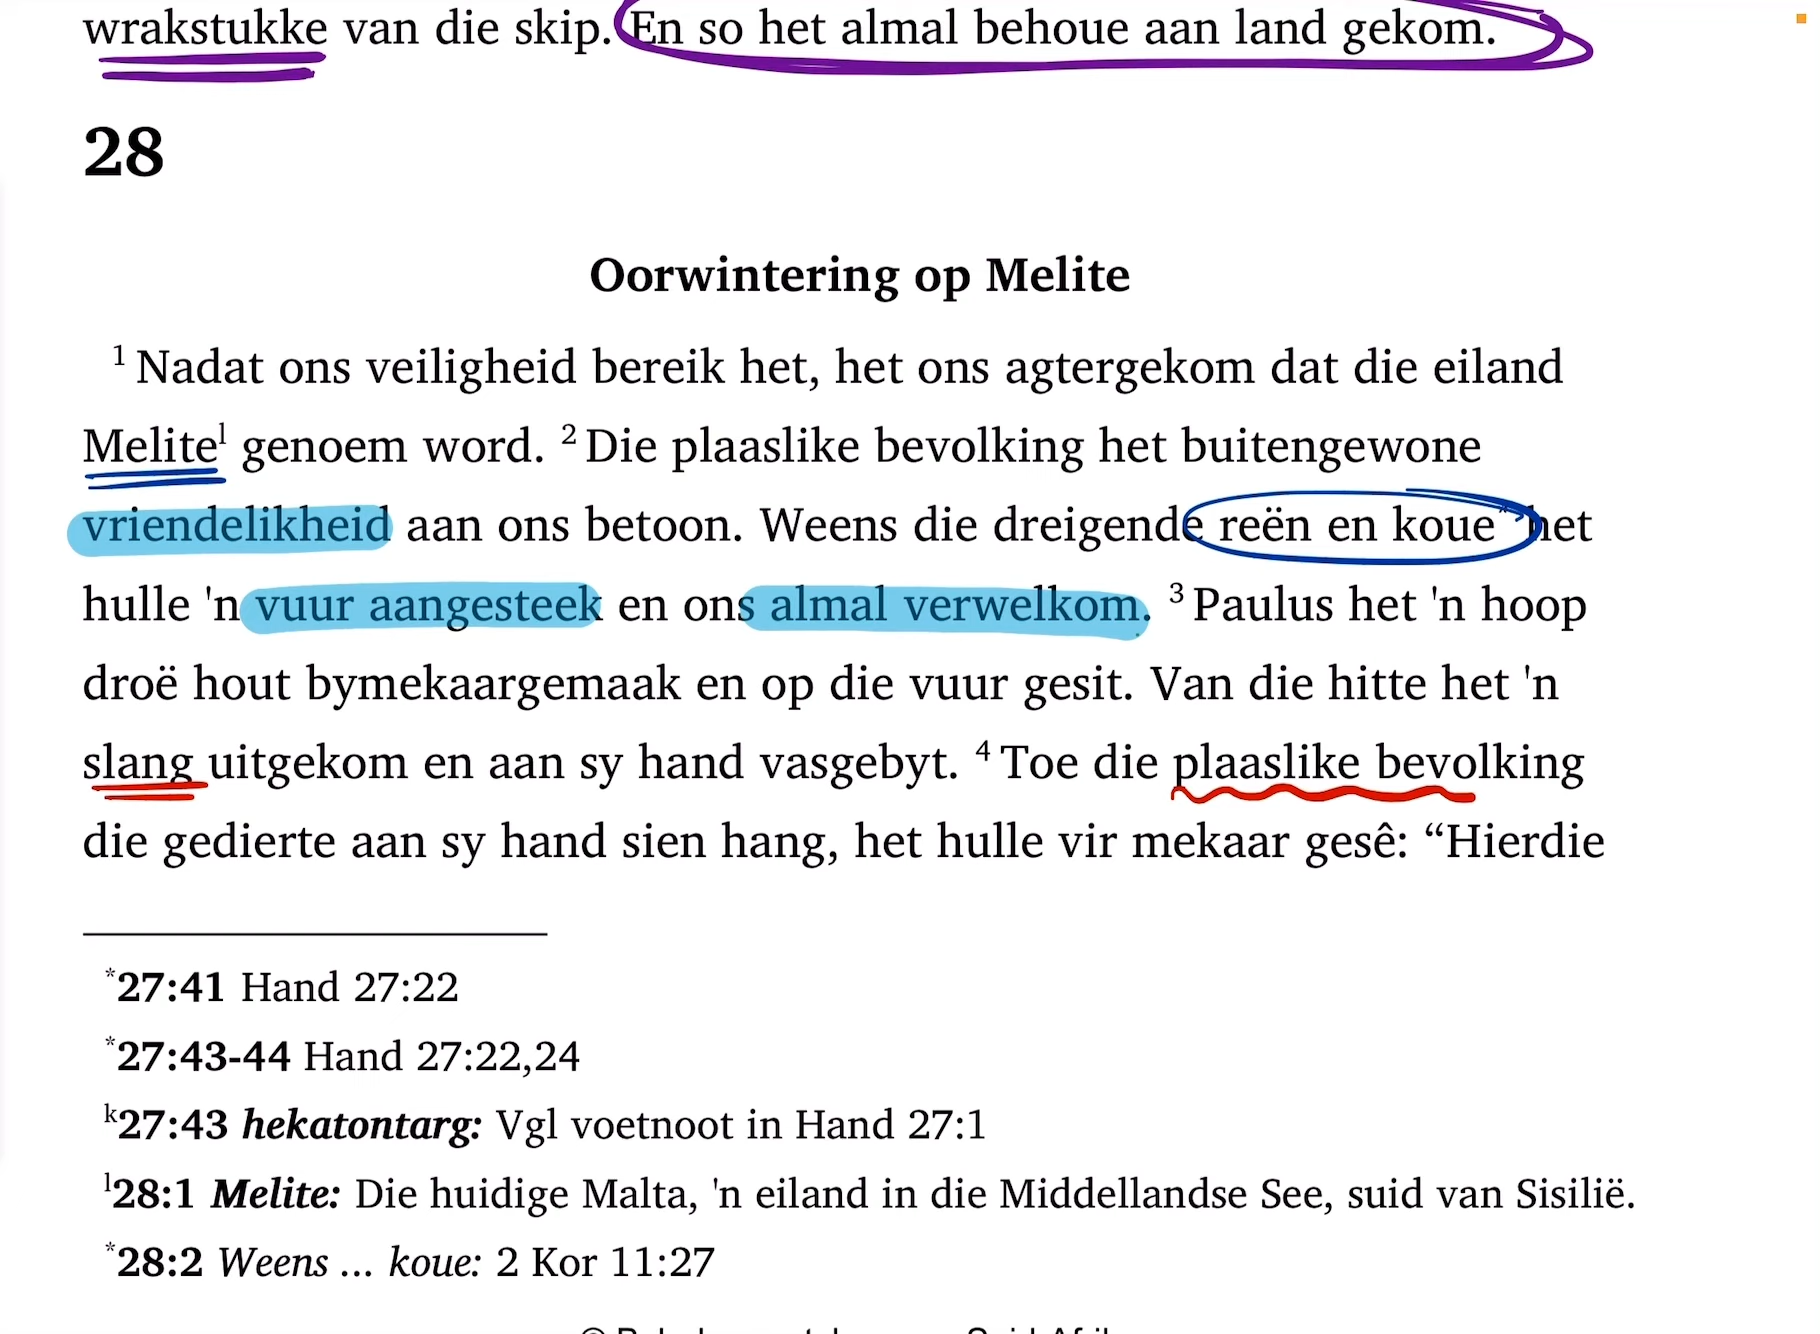 wrakstukke van die skip. En so het almal behoue aan land gekom.
28
Oorwintering op Melite
1 Nadat ons veiligheid bereik het, het ons agtergekom dat die eiland
Melitel genoem word. 2 Die plaaslike bevolking het buitengewone
vriendelikheid aan ons betoon. Weens die dreigende reën en koue* het
hulle 'n vuur aangesteek en ons almal verwelkom. 3 Paulus het 'n hoop
droë hout bymekaargemaak en op die vuur gesit. Van die hitte het 'n
slang uitgekom en aan sy hand vasgebyt. 4 Toe die plaaslike bevolking
die gedierte aan sy hand sien hang, het hulle vir mekaar gesê: “Hierdie
*27:41 Hand 27:22
*27:43-44 Hand 27:22,24
k27:43 hekatontarg: Vgl voetnoot in Hand 27:1
l28:1 Melite: Die huidige Malta, 'n eiland in die Middellandse See, suid van Sisilië.
*28:2 Weens ... koue: 2 Kor 11:27